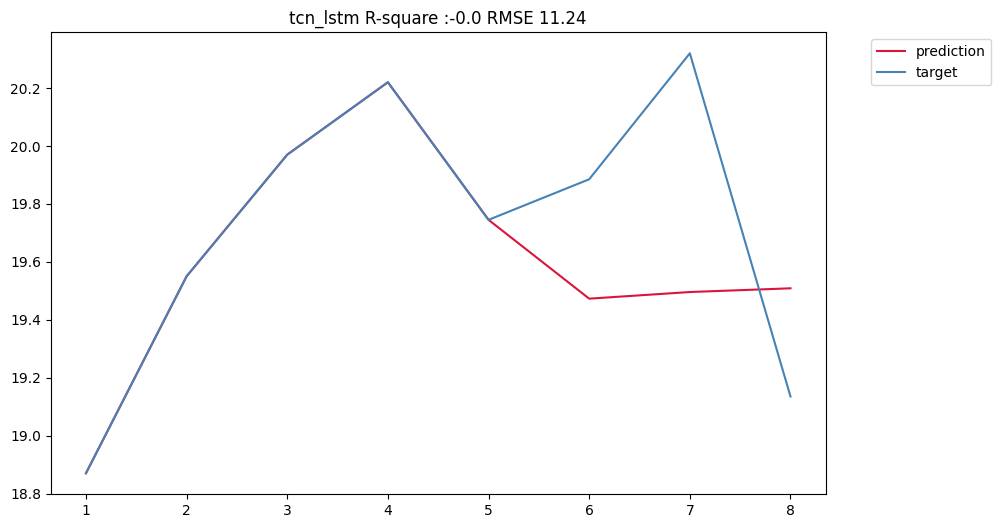 tcn_lstm R-square :-0.0 RMSE 11.24
prediction
target
20.2
20.0
19.8
19.6
19.4
19.2
19.0
18.8
1 2 3 4 5 6 7 8